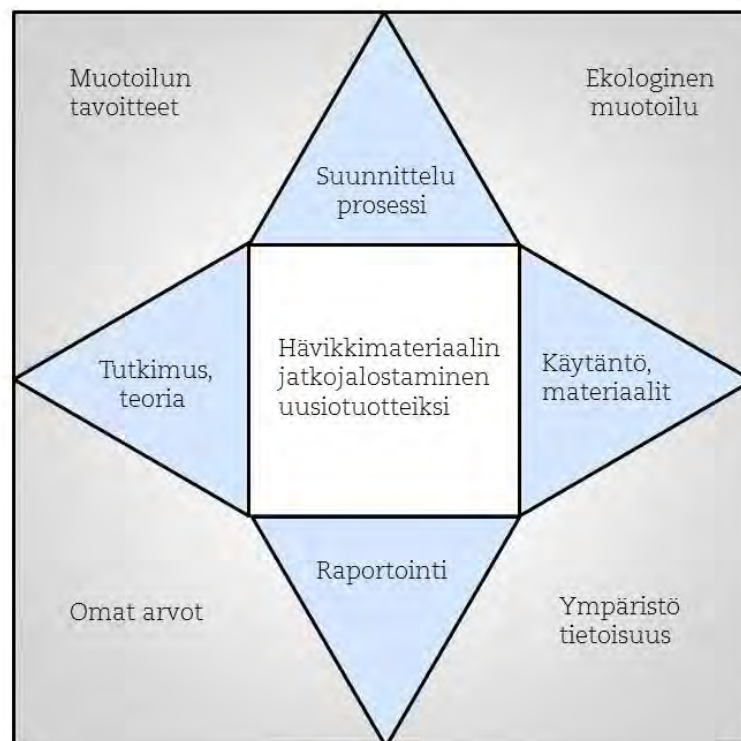 Muotoilun
tavoitteet
Ekologinen
muotoilu
Suunnittelu
prosessi
Tutkimus,
teoria
Hävikkimateriaalin
jatkojalostaminen
uusiotuotteiksi
Käytäntö,
materiaalit
Raportointi
Omat arvot
Ympäristö
tietoisuus